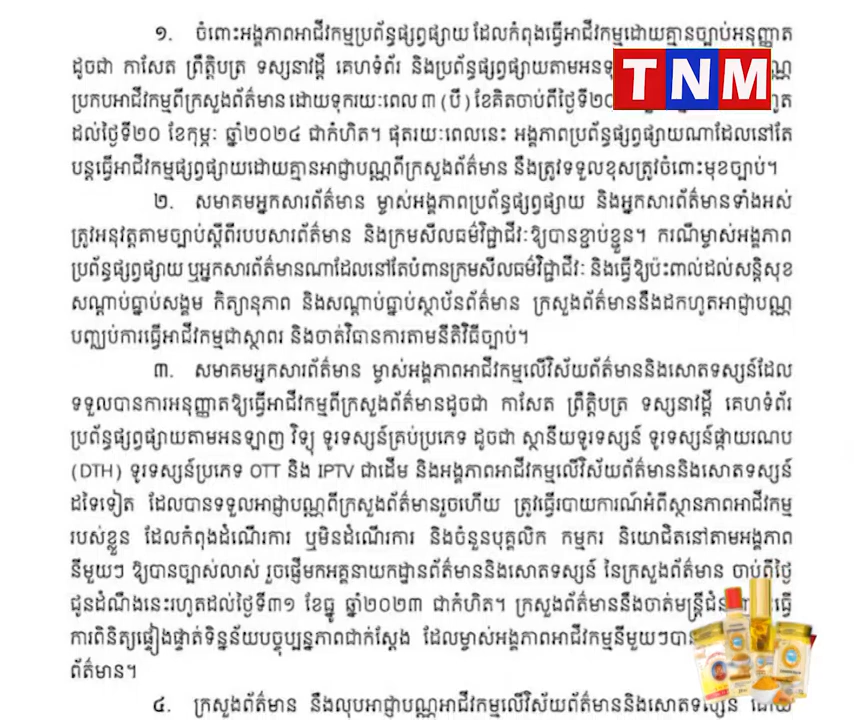 ១. ចំពោះអង្គភាពអាជីវកម្មប្រព័ន្ធផ្សព្វផ្សាយ ដែលកំពុងធ្វើអាជីវកម្មដោយគ្មានច្បាប់អនុញ្ញាត
ដូចជា កាសែត ព្រឹត្តិបត្រ ទស្សនាវដ្ដី គេហទំព័រ និងប្រព័ន្ធផ្សព្វផ្សាយតាម
TNM
ប្រកបអាជីវកម្មពីក្រសួងព័ត៌មាន ដោយទុករយៈពេល ៣ (បី) ខែគិតចាប់ពីថ្ងៃទី២០
ដល់ថ្ងៃទី២០ ខែកុម្ភៈ ឆ្នាំ២០២៤ ជាកំហិត។ ផុតរយៈពេលនេះ អង្គភាពប្រព័ន្ធផ្សព្វផ្សាយណាដែលនៅតែ
បន្តធ្វើអាជីវកម្មផ្សព្វផ្សាយដោយគ្មានអាជ្ញាបណ្ណពីក្រសួងព័ត៌មាន នឹងត្រូវទទួលខុសត្រូវចំពោះមុខច្បាប់។
២. សមាគមអ្នកសារព័ត៌មាន ម្ចាស់អង្គភាពប្រព័ន្ធផ្សព្វផ្សាយ និងអ្នកសារព័ត៌មានទាំងអស់
ត្រូវអនុវត្តតាមច្បាប់ស្ដីពីរបបសារព័ត៌មាន និងក្រមសីលធម៌វិជ្ជាជីវៈឱ្យបានខ្ជាប់ខ្ជួន។ ករណីម្ចាស់អង្គភាព
ប្រព័ន្ធផ្សព្វផ្សាយ ឬអ្នកសារព័ត៌មានណាដែលនៅតែបំពានក្រមសីលធម៌វិជ្ជាជីវៈ និងធ្វើឱ្យប៉ះពាល់ដល់សន្តិសុខ
សណ្ដាប់ធ្នាប់សង្គម កិត្យានុភាព និងសណ្ដាប់ធ្នាប់ស្ថាប័នព័ត៌មាន ក្រសួងព័ត៌មាននឹងដកហូតអាជ្ញាបណ្ណ
បញ្ឈប់ការធ្វើអាជីវកម្មជាស្ថាពរ និងចាត់វិធានការតាមនីតិវិធីច្បាប់។
៣. សមាគមអ្នកសារព័ត៌មាន ម្ចាស់អង្គភាពអាជីវកម្មលើវិស័យព័ត៌មាននិងសោតទស្សន៍ដែល
ទទួលបានការអនុញ្ញាតឱ្យធ្វើអាជីវកម្មពីក្រសួងព័ត៌មានដូចជា កាសែត ព្រឹត្តិបត្រ ទស្សនាវដ្ដី គេហទំព័រ
ប្រព័ន្ធផ្សព្វផ្សាយតាមអនឡាញ វិទ្យុ ទូរទស្សន៍គ្រប់ប្រភេទ ដូចជា ស្ថានីយទូរទស្សន៍ ទូរទស្សន៍ផ្កាយរណប
(DTH) ទូរទស្សន៍ប្រភេទ OTT និង IPTV ជាដើម និងអង្គភាពអាជីវកម្មលើវិស័យព័ត៌មាននិងសោតទស្សន៍
ដទៃទៀត ដែលបានទទួលអាជ្ញាបណ្ណពីក្រសួងព័ត៌មានរួចហើយ ត្រូវធ្វើរបាយការណ៍អំពីស្ថានភាពអាជីវកម្ម
របស់ខ្លួន ដែលកំពុងដំណើរការ ឬមិនដំណើរការ និងចំនួនបុគ្គលិក កម្មករ និយោជិតនៅតាមអង្គភាព
នីមួយៗ ឱ្យបានច្បាស់លាស់ រួចផ្ញើមកអគ្គនាយកដ្ឋានព័ត៌មាននិងសោតទស្សន៍ នៃក្រសួងព័ត៌មាន ចាប់ពីថ្ងៃ
ជូនដំណឹងនេះរហូតដល់ថ្ងៃទី៣១ ខែធ្នូ ឆ្នាំ២០២៣ ជាកំហិត។ ក្រសួងព័ត៌មាននឹងចាត់មន្ត្រី
ការពិនិត្យផ្ទៀងផ្ទាត់ទិន្នន័យបច្ចុប្បន្នភាពជាក់ស្ដែង ដែលម្ចាស់អង្គភាពអាជីវកម្មនីមួយៗបាន
ព័ត៌មាន។
៤. ក្រសួងព័ត៌មាន នឹងលុបអាជ្ញាបណ្ណអាជីវកម្មលើវិស័យព័ត៌មាននិងសោតទស្សន៍ ដោយ